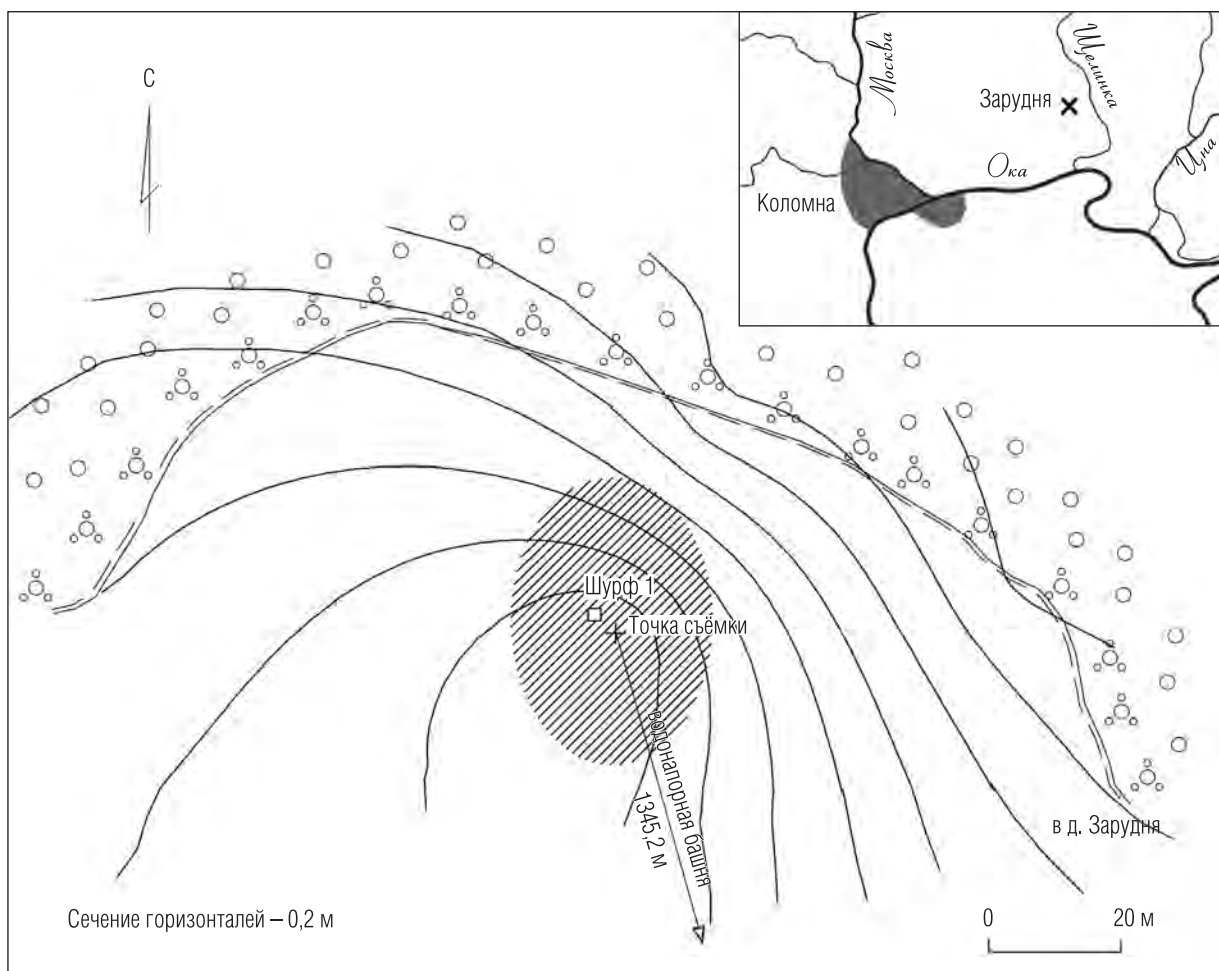 С
Москва
Щелинка
Зарудня
Цна
Ока
Коломна
Шурф 1
Точка съёмки
водонапорная башня
1345,2 м
в д. Зарудня
Сечение горизонталей – 0,2 м
0 20 м